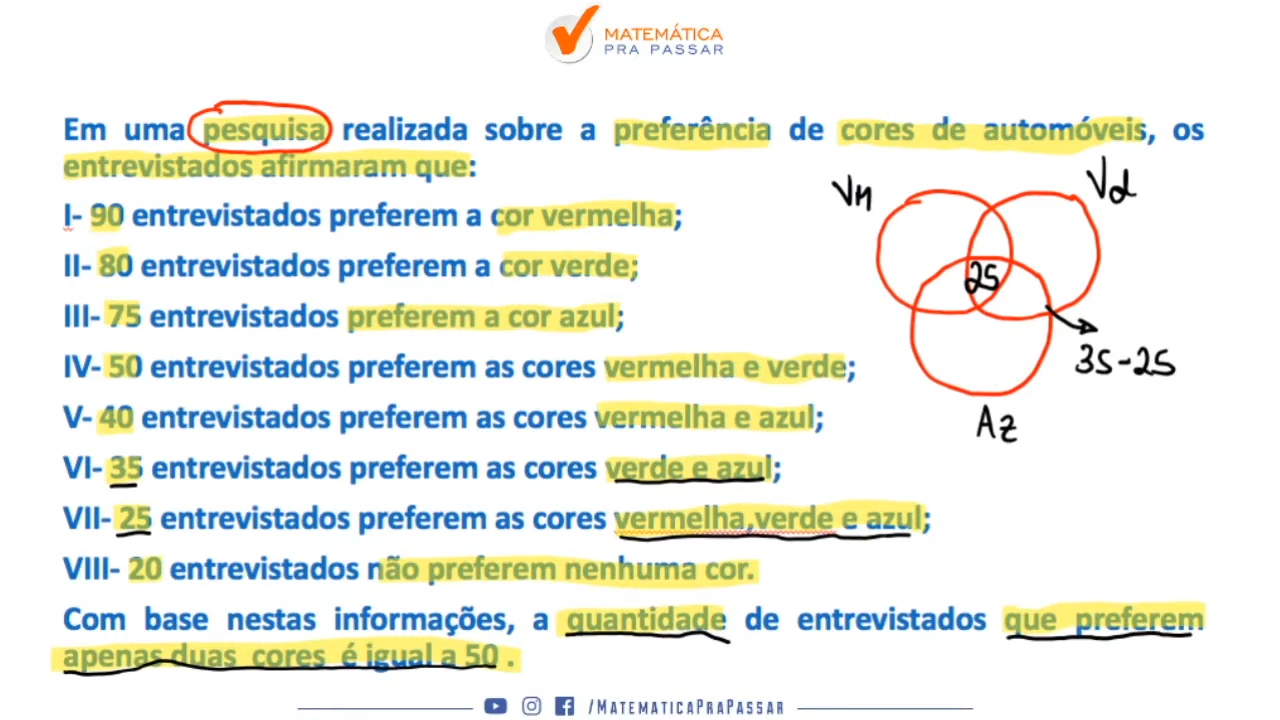 MATEMÁTICA
PRA PASSAR
Em uma pesquisa realizada sobre a preferência de cores de automóveis, os
entrevistados afirmaram que:
I- 90 entrevistados preferem a cor vermelha;
II- 80 entrevistados preferem a cor verde;
III- 75 entrevistados preferem a cor azul;
IV- 50 entrevistados preferem as cores vermelha e verde;
V- 40 entrevistados preferem as cores vermelha e azul;
VI- 35 entrevistados preferem as cores verde e azul;
VII- 25 entrevistados preferem as cores vermelha,verde e azul;
VIII- 20 entrevistados não preferem nenhuma cor.
Com base nestas informações, a quantidade de entrevistados que preferem
apenas duas cores é igual a 50 .
Vm
Vd
25
35-25
Az
/MATEMATICAPRAPASSAR